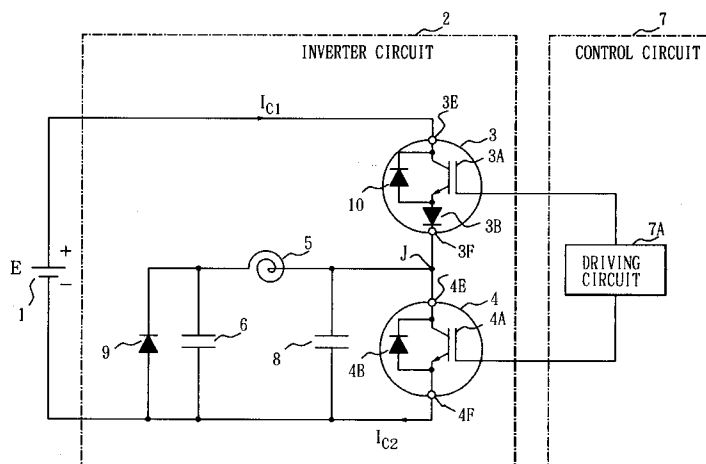 2
7
INVERTER CIRCUIT
CONTROL CIRCUIT
IC1
3E
3
3A
10
3B
3F
7A
DRIVING
CIRCUIT
E
+
-
1
5
J
4E
4
4A
9
6
8
4B
4F
IC2